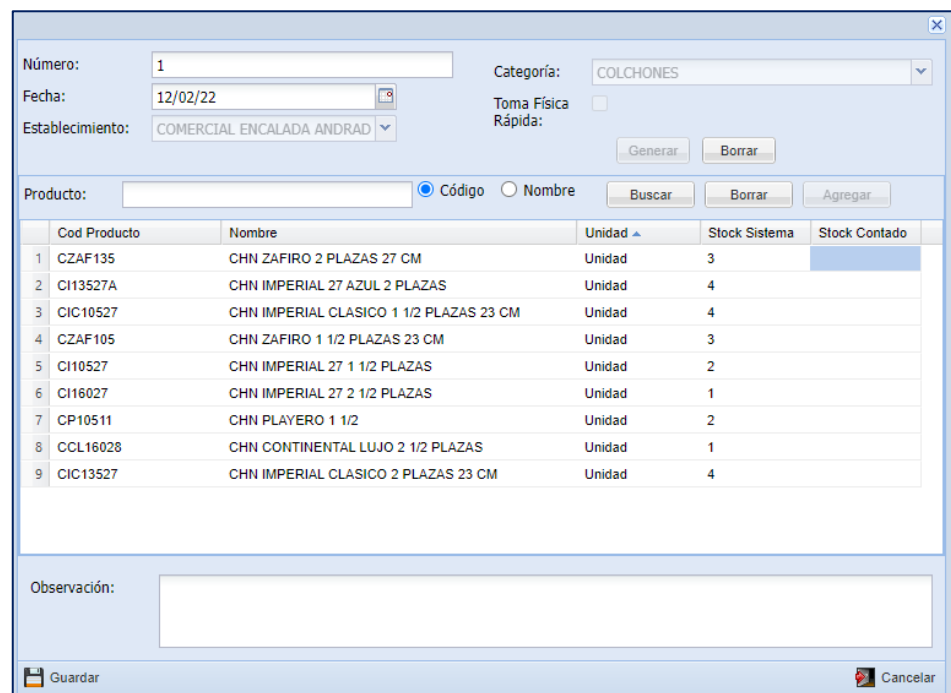 Número: 1
Categoría: COLCHONES
Fecha: 12/02/22
Toma Física
Rápida:
Establecimiento: COMERCIAL ENCALADA ANDRAD
Generar Borrar
Producto: Código Nombre Buscar Borrar Agregar
Cod Producto Nombre Unidad Stock Sistema Stock Contado
1 CZAF135 CHN ZAFIRO 2 PLAZAS 27 CM Unidad 3
2 CI13527A CHN IMPERIAL 27 AZUL 2 PLAZAS Unidad 4
3 CIC10527 CHN IMPERIAL CLASICO 1 1/2 PLAZAS 23 CM Unidad 4
4 CZAF105 CHN ZAFIRO 1 1/2 PLAZAS 23 CM Unidad 3
5 CI10527 CHN IMPERIAL 27 1 1/2 PLAZAS Unidad 2
6 CI16027 CHN IMPERIAL 27 2 1/2 PLAZAS Unidad 1
7 CP10511 CHN PLAYERO 1 1/2 Unidad 2
8 CCL16028 CHN CONTINENTAL LUJO 2 1/2 PLAZAS Unidad 1
9 CIC13527 CHN IMPERIAL CLASICO 2 PLAZAS 23 CM Unidad 4
Observación:
Guardar Cancelar